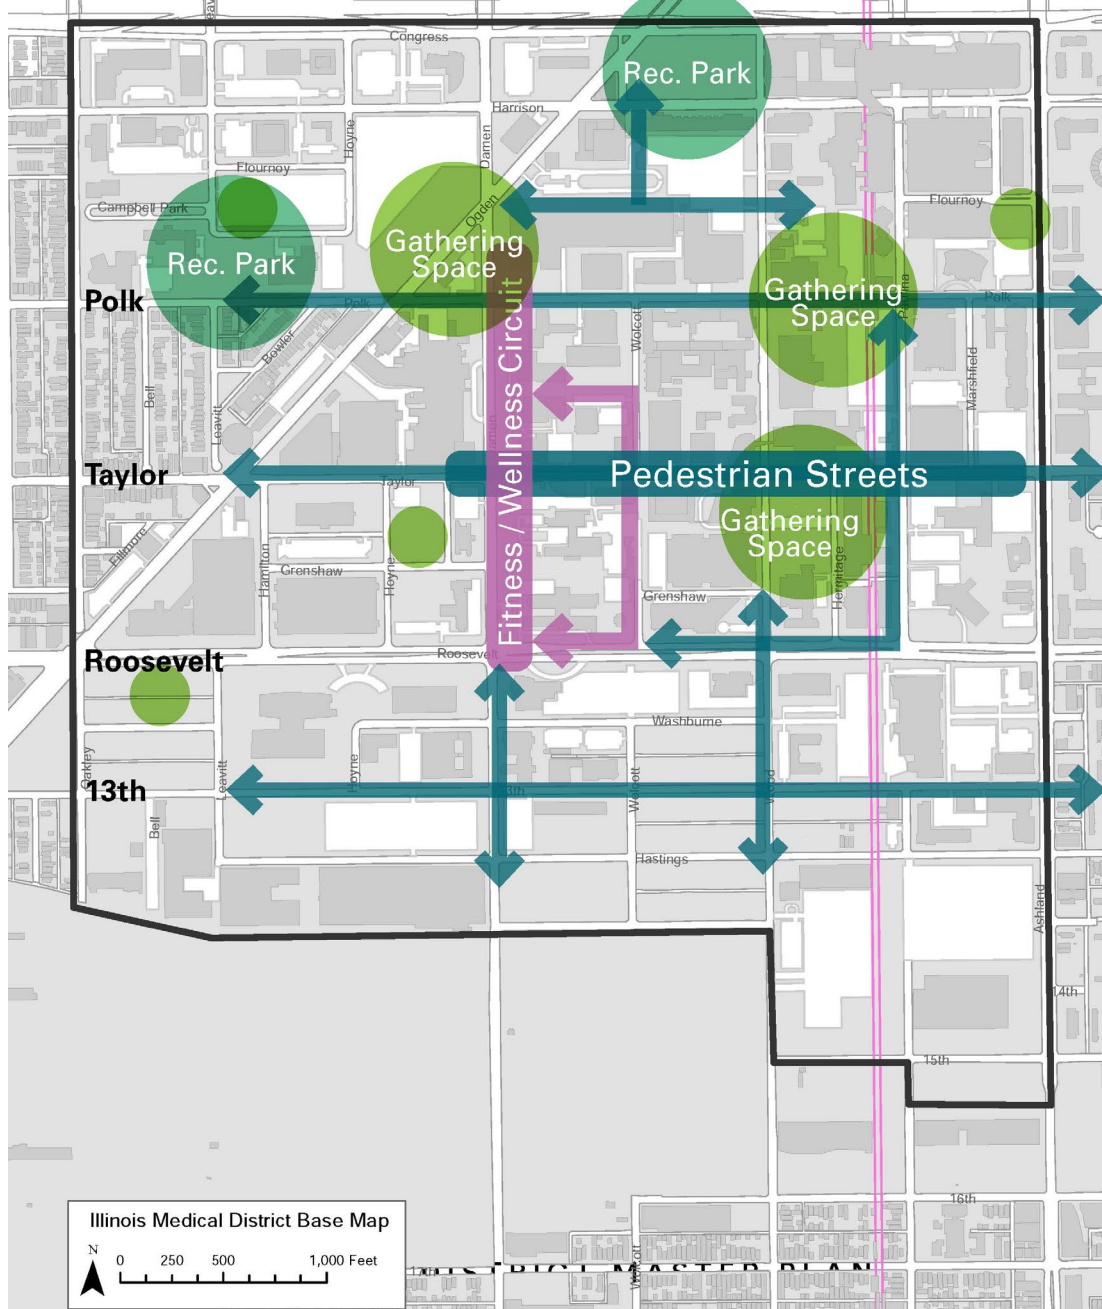 Congress
Rec. Park
Harrison
Hoyne
Damen
Flournoy
Campbell Park
Ogden
Flournoy
Gathering
Space
Rec. Park
Gathering
Space
Polk
Polk
Polk
Paulina
Wolcott
Bowler
Fitness / Wellness Circuit
Marshfield
Bell
Leavitt
Taylor
Taylor
Pedestrian Streets
Gathering
Space
Fillmore
Hamilton
Grenshaw
Hoyne
Hermitage
Grenshaw
Roosevelt
Roosevelt
Washburne
Oakley
Leavitt
Hoyne
Wolcott
Wood
13th
13th
Bell
Hastings
Ashland
14th
15th
16th
Wolcott
Illinois Medical District Base Map
N
0 250 500 1,000 Feet